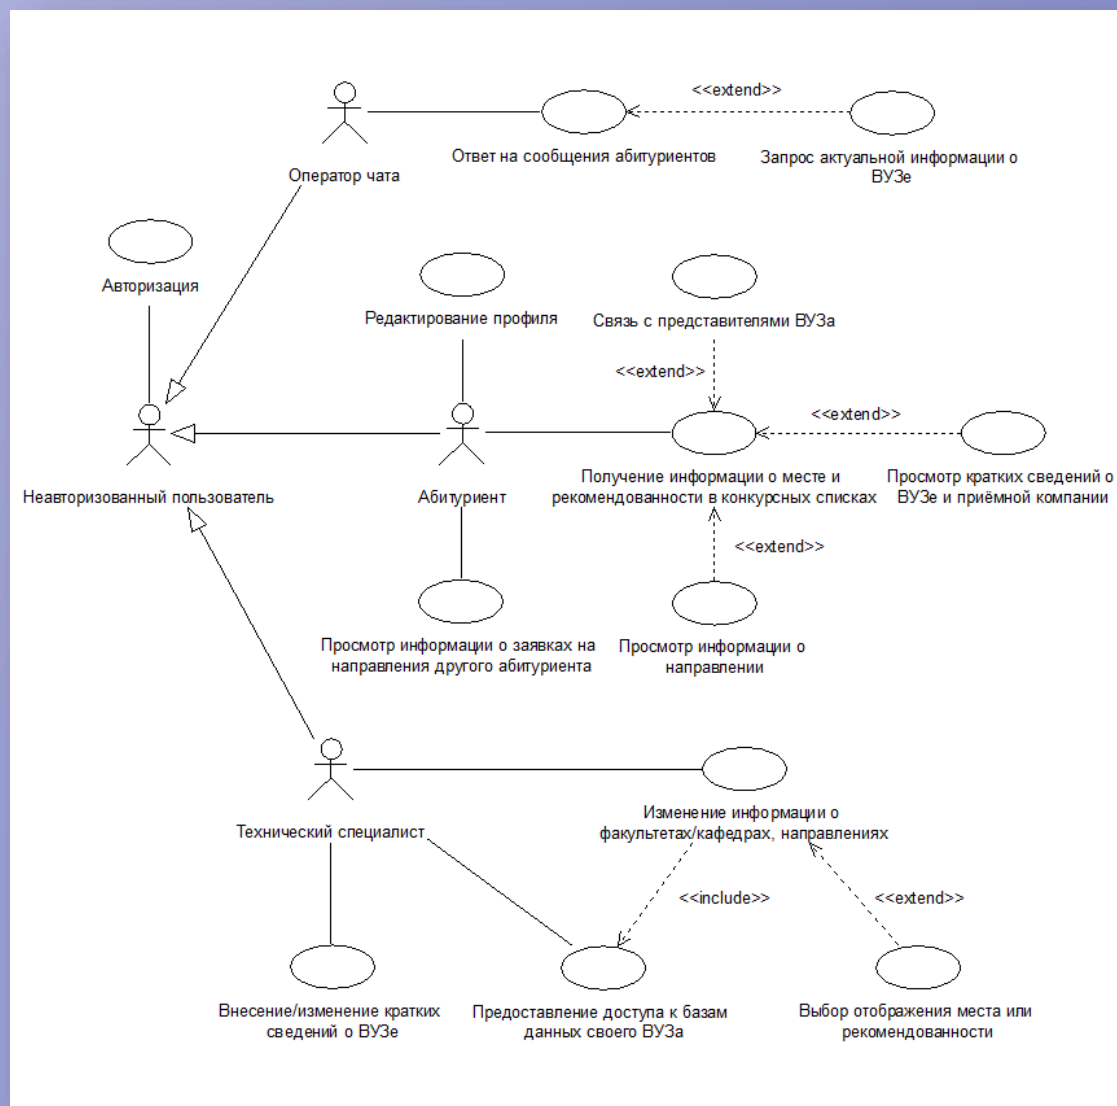 <<extend>>
Ответ на сообщения абитуриентов
Запрос актуальной информации о
ВУЗе
Оператор чата
Авторизация
Редактирование профиля
Связь с представителями ВУЗа
<<extend>>
<<extend>>
Неавторизованный пользователь
Абитуриент
Получение информации о месте и
рекомендованности в конкурсных списках
Просмотр кратких сведений о
ВУЗе и приёмной компании
<<extend>>
Просмотр информации о заявках на
направления другого абитуриента
Просмотр информации о
направлении
Технический специалист
Изменение информации о
факультетах/кафедрах, направлениях
<<include>>
<<extend>>
Внесение/изменение кратких
сведений о ВУЗе
Предоставление доступа к базам
данных своего ВУЗа
Выбор отображения места или
рекомендованности